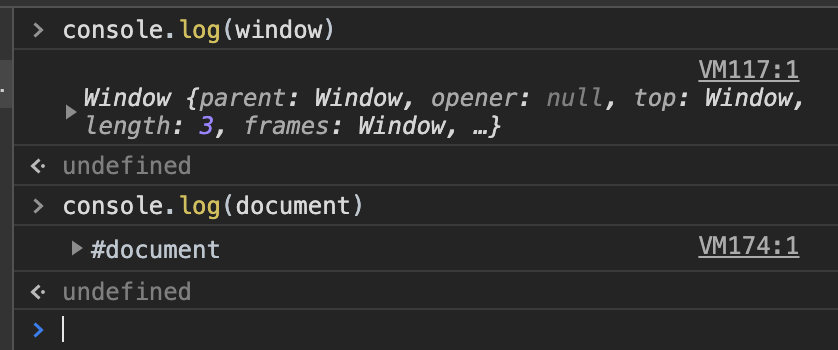 > console.log(window)
VM117:1
▶ Window {parent: Window, opener: null, top: Window,
length: 3, frames: Window, …}
<· undefined
> console.log(document)
▶ #document VM174:1
<· undefined
>